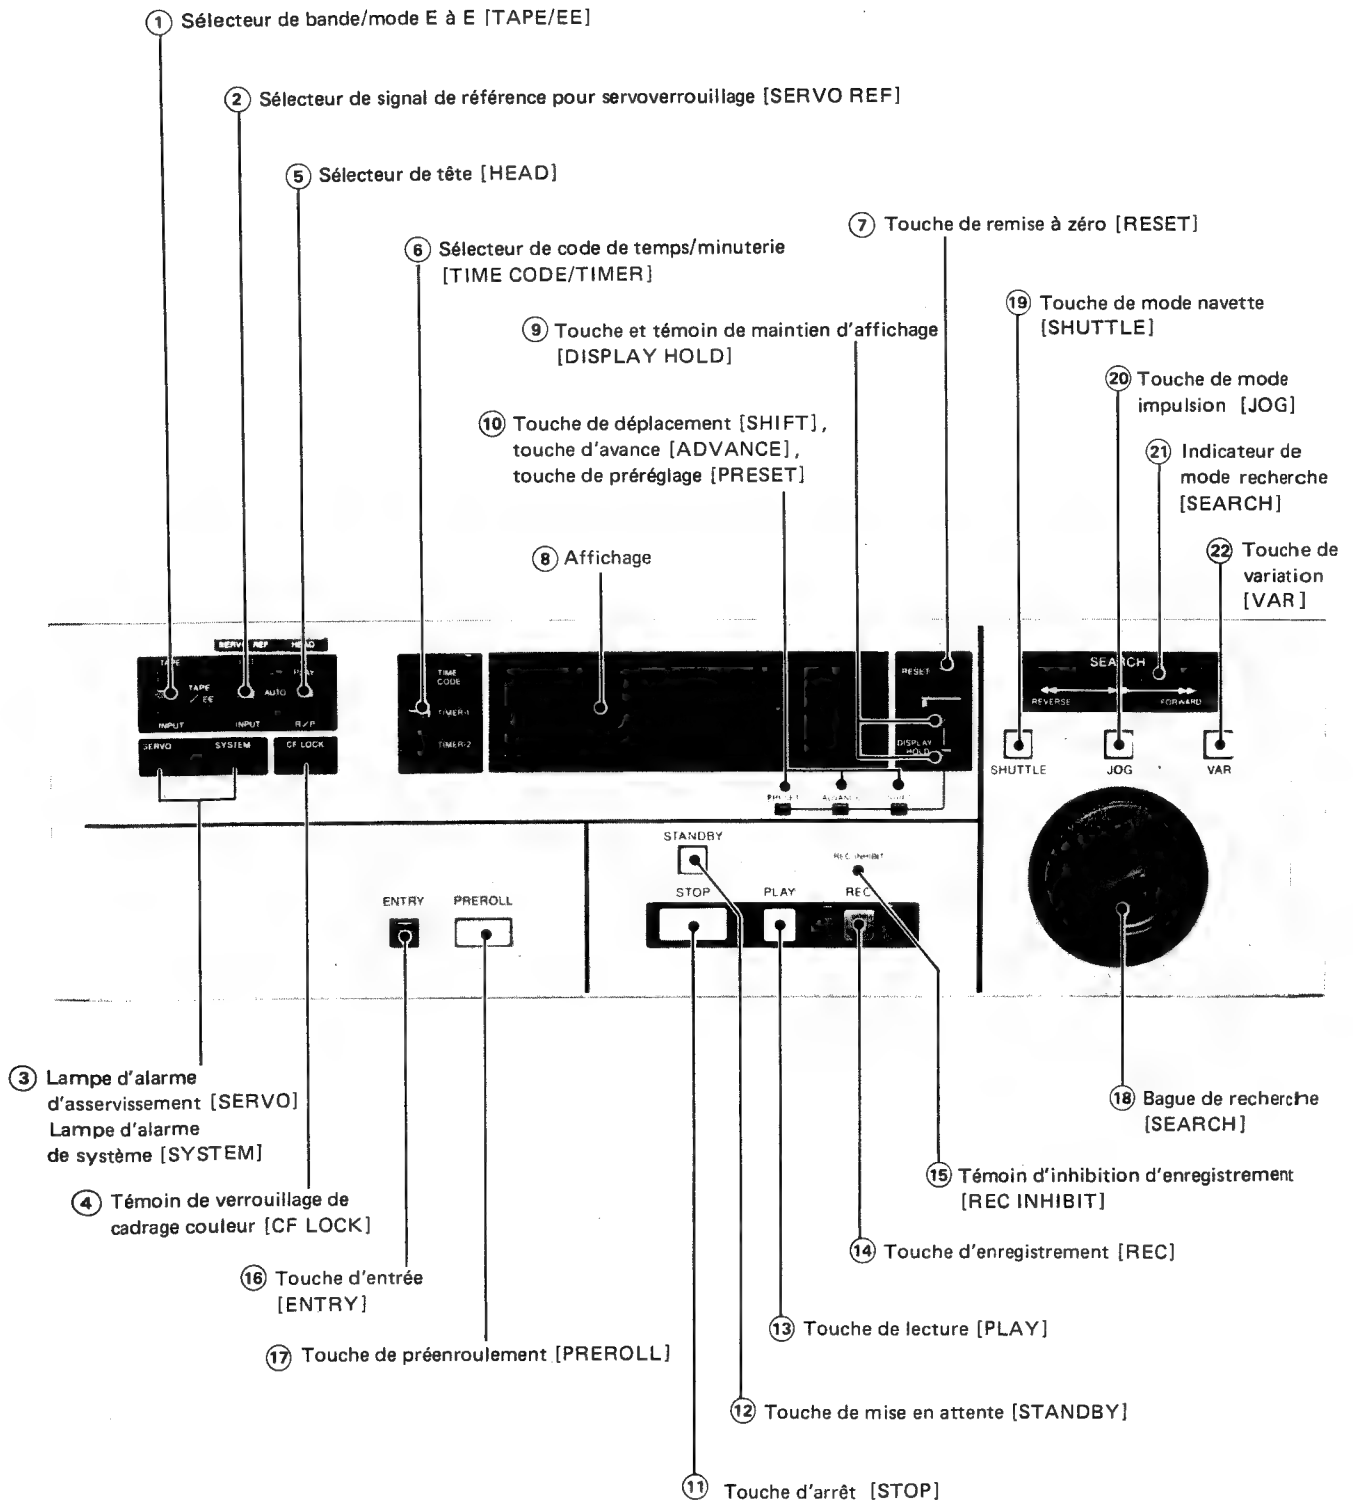 ① Sélecteur de bande/mode E à E [TAPE/EE]
② Sélecteur de signal de référence pour servoverrouillage [SERVO REF]
⑤ Sélecteur de tête [HEAD]
⑦ Touche de remise à zéro [RESET]
⑥ Sélecteur de code de temps/minuterie
[TIME CODE/TIMER]
⑲ Touche de mode navette
[SHUTTLE]
⑨ Touche et témoin de maintien d'affichage
[DISPLAY HOLD]
⑳ Touche de mode
impulsion [JOG]
⑩ Touche de déplacement [SHIFT],
touche d'avance [ADVANCE],
touche de préréglage [PRESET]
㉑ Indicateur de
mode recherche
[SEARCH]
⑧ Affichage
㉒ Touche de
variation
[VAR]
SERVO REF HEAD
TAPE PLAY
TAPE
/EE
AUTO
INPUT INPUT R/P
SERVO SYSTEM CF LOCK
TIME
CODE
TIMER-1
TIMER-2
RESET
DISPLAY
HOLD
PRESET ADVANCE SHIFT
SEARCH
REVERSE FORWARD
SHUTTLE JOG VAR
STANDBY
REC INHIBIT
STOP PLAY REC
ENTRY PREROLL
③ Lampe d'alarme
d'asservissement [SERVO]
Lampe d'alarme
de système [SYSTEM]
⑱ Bague de recherche
[SEARCH]
⑮ Témoin d'inhibition d'enregistrement
[REC INHIBIT]
④ Témoin de verrouillage de
cadrage couleur [CF LOCK]
⑭ Touche d'enregistrement [REC]
⑯ Touche d'entrée
[ENTRY]
⑬ Touche de lecture [PLAY]
⑰ Touche de préenroulement [PREROLL]
⑫ Touche de mise en attente [STANDBY]
⑪ Touche d'arrêt [STOP]